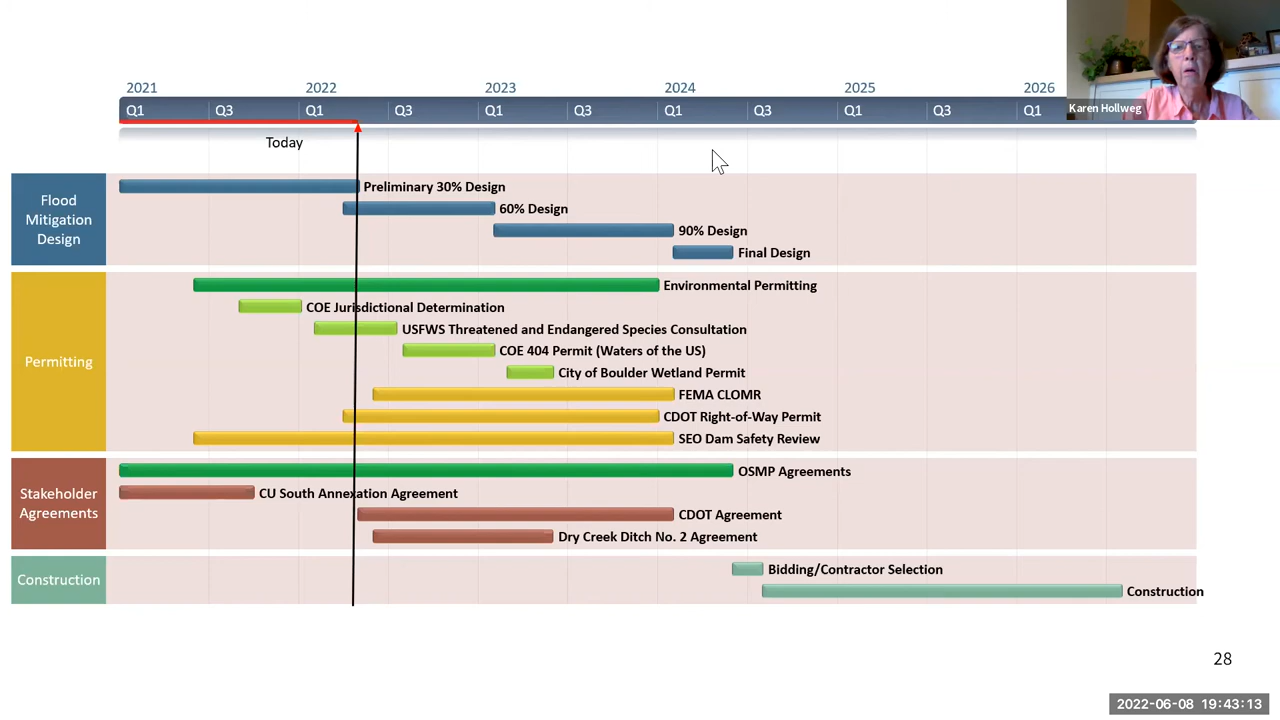 2021 2022 2023 2024 2025 2026
Q1 Q3 Q1 Q3 Q1 Q3 Q1 Q3 Q1 Q3 Q1
Karen Hollweg
Today
Flood
Mitigation
Design
Preliminary 30% Design
60% Design
90% Design
Final Design
Permitting
Environmental Permitting
COE Jurisdictional Determination
USFWS Threatened and Endangered Species Consultation
COE 404 Permit (Waters of the US)
City of Boulder Wetland Permit
FEMA CLOMR
CDOT Right-of-Way Permit
SEO Dam Safety Review
Stakeholder
Agreements
OSMP Agreements
CU South Annexation Agreement
CDOT Agreement
Dry Creek Ditch No. 2 Agreement
Construction
Bidding/Contractor Selection
Construction
28
2022-06-08 19:43:13